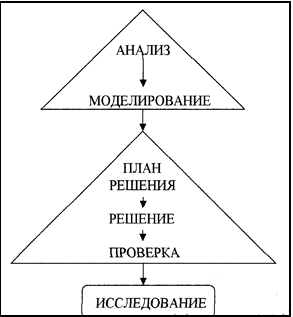 АНАЛИЗ
МОДЕЛИРОВАНИЕ
ПЛАН
РЕШЕНИЯ
РЕШЕНИЕ
ПРОВЕРКА
ИССЛЕДОВАНИЕ